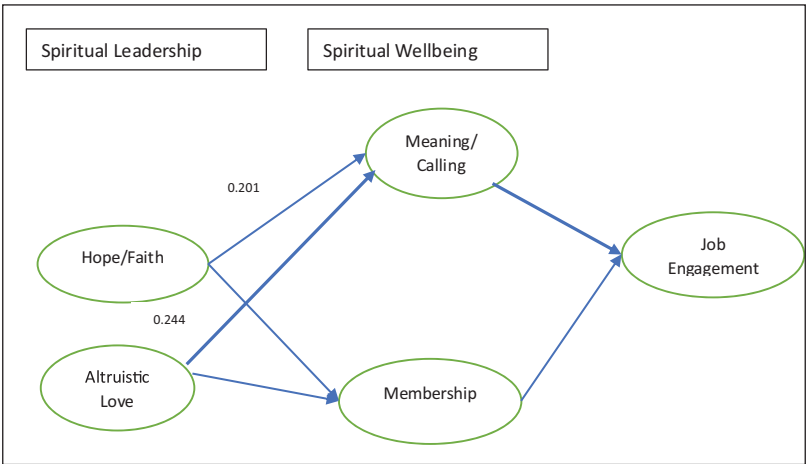 Spiritual Leadership
Spiritual Wellbeing
Meaning/
Calling
0.201
Hope/Faith
Job
Engagement
0.244
Altruistic
Love
Membership